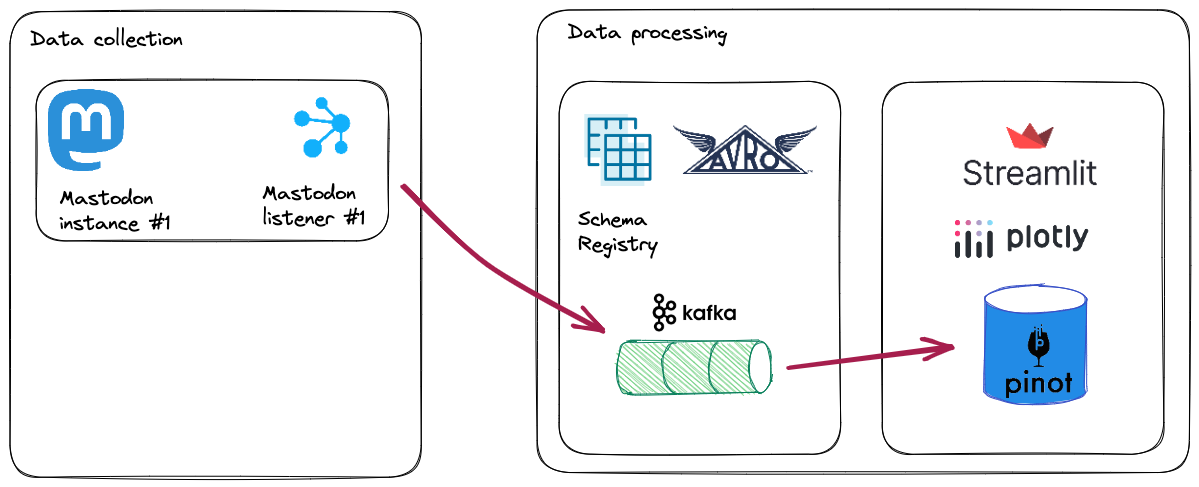 Data collection
Mastodon
instance #1
Mastodon
listener #1
Data processing
AVRO
Schema
Registry
kafka
Streamlit
plotly
pinot